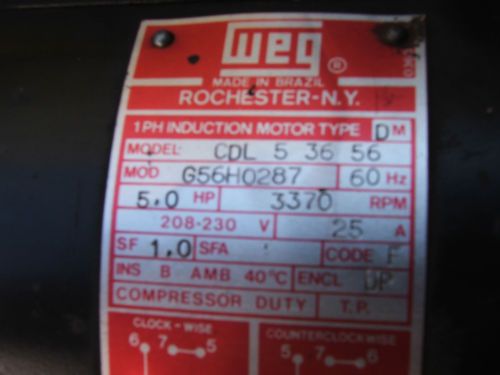 weg ®
MADE IN BRAZIL
ROCHESTER-N.Y.
1 PH INDUCTION MOTOR TYPE DM
MODEL: CDL 5 36 56
MOD G56H0287 60 Hz
5.0 HP 3370 RPM
208-230 V 25 A
SF 1.0 SFA CODE F
INS B AMB 40°C ENCL DP
COMPRESSOR DUTY T.P.
CLOCK-WISE COUNTERCLOCKWISE
6 7 5 5 7 6